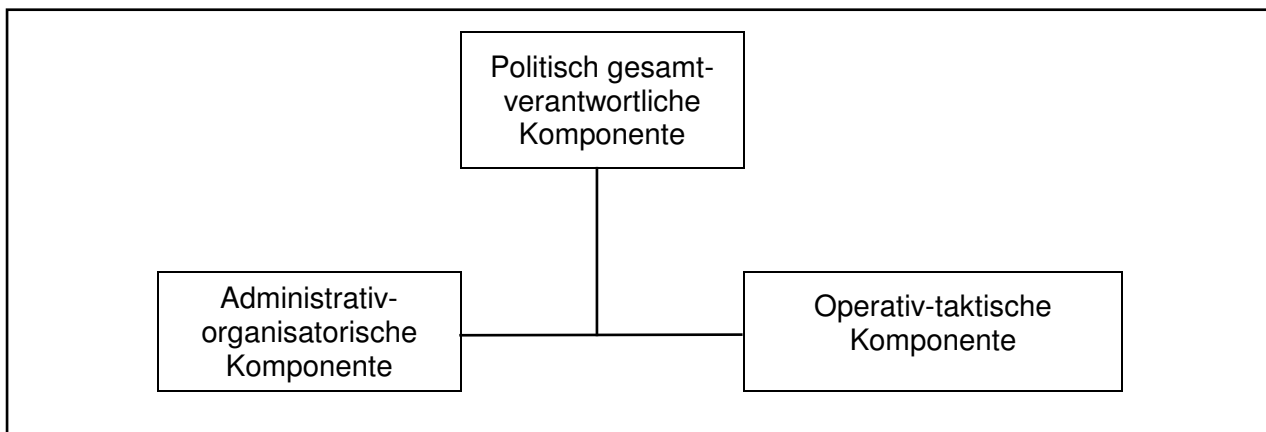 Politisch gesamt-
verantwortliche
Komponente
Administrativ-
organisatorische
Komponente
Operativ-taktische
Komponente